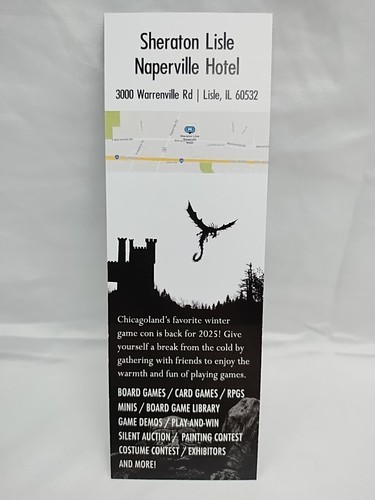 Sheraton Lisle
Naperville Hotel
3000 Warrenville Rd | Lisle, IL 60532
Chicagoland's favorite winter
game con is back for 2025! Give
yourself a break from the cold by
gathering with friends to enjoy the
warmth and fun of playing games.
BOARD GAMES / CARD GAMES / RPGS
MINIS / BOARD GAME LIBRARY
GAME DEMOS / PLAY-AND-WIN
SILENT AUCTION / PAINTING CONTEST
COSTUME CONTEST / EXHIBITORS
AND MORE!